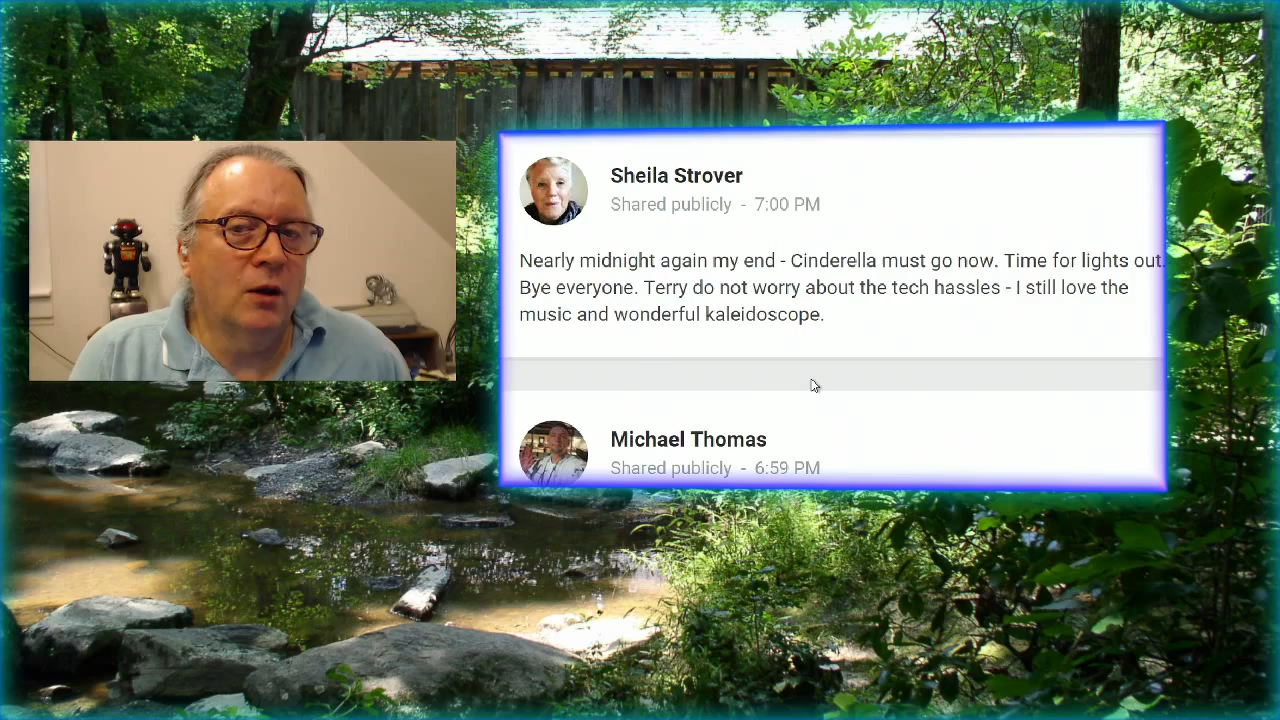 Sheila Strover
Shared publicly - 7:00 PM
Nearly midnight again my end - Cinderella must go now. Time for lights out.
Bye everyone. Terry do not worry about the tech hassles - I still love the
music and wonderful kaleidoscope.
Michael Thomas
Shared publicly - 6:59 PM